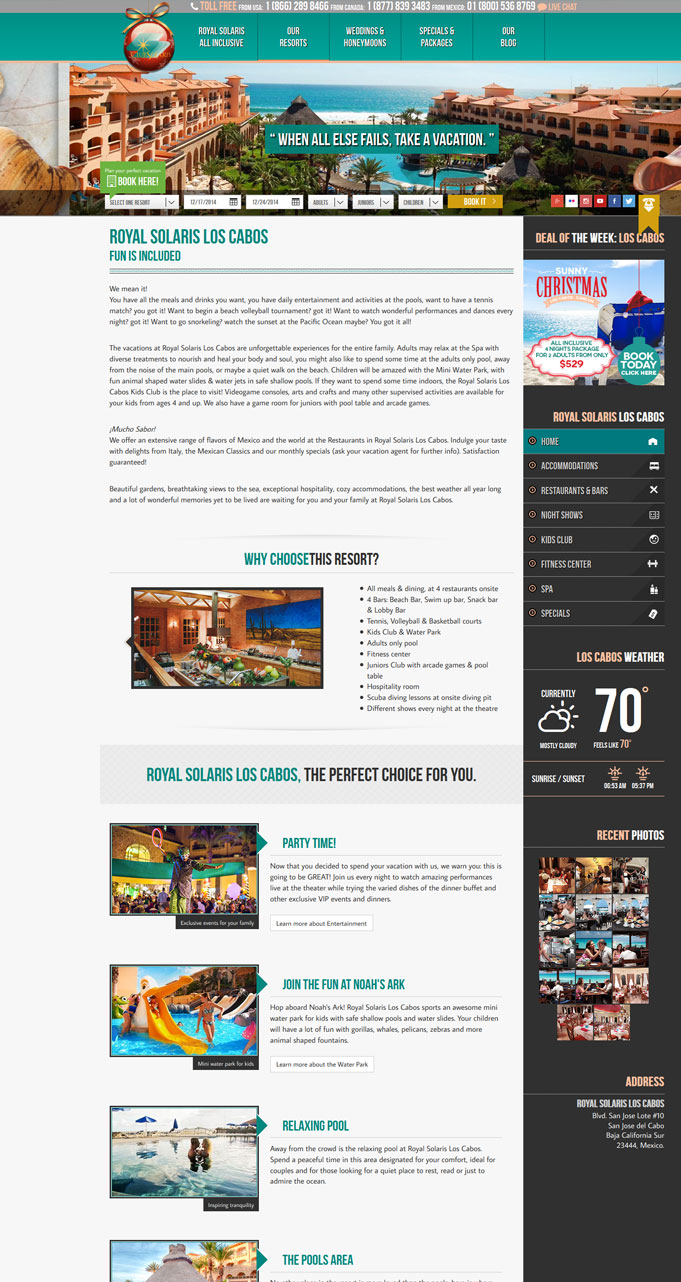 TOLL FREE FROM USA: 1 (866) 289 8466 FROM CANADA: 1 (877) 839 3483 FROM MEXICO: 01 (800) 536 8769 LIVE CHAT
ROYAL SOLARIS
ALL INCLUSIVE
OUR
RESORTS
WEDDINGS &
HONEYMOONS
SPECIALS &
PACKAGES
OUR
BLOG
“ WHEN ALL ELSE FAILS, TAKE A VACATION. ”
Plan your perfect vacation
BOOK HERE!
SELECT ONE RESORT
12/17/2014
12/24/2014
ADULTS
JUNIORS
CHILDREN
BOOK IT
ROYAL SOLARIS LOS CABOS
FUN IS INCLUDED
We mean it!
You have all the meals and drinks you want, you have daily entertainment and activities at the pools, want to have a tennis
match? you got it! Want to begin a beach volleyball tournament? got it! Want to watch wonderful performances and dances every
night? got it! Want to go snorkeling? watch the sunset at the Pacific Ocean maybe? You got it all!
The vacations at Royal Solaris Los Cabos are unforgettable experiences for the entire family. Adults may relax at the Spa with
diverse treatments to nourish and heal your body and soul, you might also like to spend some time at the adults only pool, away
from the noise of the main pools, or maybe a quiet walk on the beach. Children will be amazed with the Mini Water Park, with
fun animal shaped water slides & water jets in safe shallow pools. If they want to spend some time indoors, the Royal Solaris Los
Cabos Kids Club is the place to visit! Videogame consoles, arts and crafts and many other supervised activities are available for
your kids from ages 4 and up. We also have a game room for juniors with pool table and arcade games.
¡Mucho Sabor!
We offer an extensive range of flavors of Mexico and the world at the Restaurants in Royal Solaris Los Cabos. Indulge your taste
with delights from Italy, the Mexican Classics and our monthly specials (ask your vacation agent for further info). Satisfaction
guaranteed!
Beautiful gardens, breathtaking views to the sea, exceptional hospitality, cozy accommodations, the best weather all year long
and a lot of wonderful memories yet to be lived are waiting for you and your family at Royal Solaris Los Cabos.
WHY CHOOSETHIS RESORT?
All meals & dining, at 4 restaurants onsite
4 Bars: Beach Bar, Swim up bar, Snack bar
& Lobby Bar
Tennis, Volleyball & Basketball courts
Kids Club & Water Park
Adults only pool
Fitness center
Juniors Club with arcade games & pool
table
Hospitality room
Scuba diving lessons at onsite diving pit
Different shows every night at the theatre
ROYAL SOLARIS LOS CABOS, THE PERFECT CHOICE FOR YOU.
PARTY TIME!
Now that you decided to spend your vacation with us, we warn you: this is
going to be GREAT! Join us every night to watch amazing performances
live at the theater while trying the varied dishes of the dinner buffet and
other exclusive VIP events and dinners.
Exclusive events for your family
Learn more about Entertainment
JOIN THE FUN AT NOAH'S ARK
Hop aboard Noah's Ark! Royal Solaris Los Cabos sports an awesome mini
water park for kids with safe shallow pools and water slides. Your children
will have a lot of fun with gorillas, whales, pelicans, zebras and more
animal shaped fountains.
Mini water park for kids
Learn more about the Water Park
RELAXING POOL
Away from the crowd is the relaxing pool at Royal Solaris Los Cabos.
Spend a peaceful time in this area designated for your comfort, ideal for
couples and for those looking for a quiet place to rest, read or just to
admire the ocean.
Inspiring tranquility
THE POOLS AREA
DEAL OF THE WEEK: LOS CABOS
SUNNY
CHRISTMAS
ALL INCLUSIVE
4 NIGHTS PACKAGE
FOR 2 ADULTS FROM ONLY
$529
BOOK
TODAY
CLICK HERE
ROYAL SOLARIS LOS CABOS
HOME
ACCOMMODATIONS
RESTAURANTS & BARS
NIGHT SHOWS
KIDS CLUB
FITNESS CENTER
SPA
SPECIALS
LOS CABOS WEATHER
CURRENTLY
MOSTLY CLOUDY
70°
FEELS LIKE 70°
SUNRISE / SUNSET
06:53 AM 05:37 PM
RECENT PHOTOS
ADDRESS
ROYAL SOLARIS LOS CABOS
Blvd. San Jose Lote #10
San Jose del Cabo
Baja California Sur
23444, Mexico.